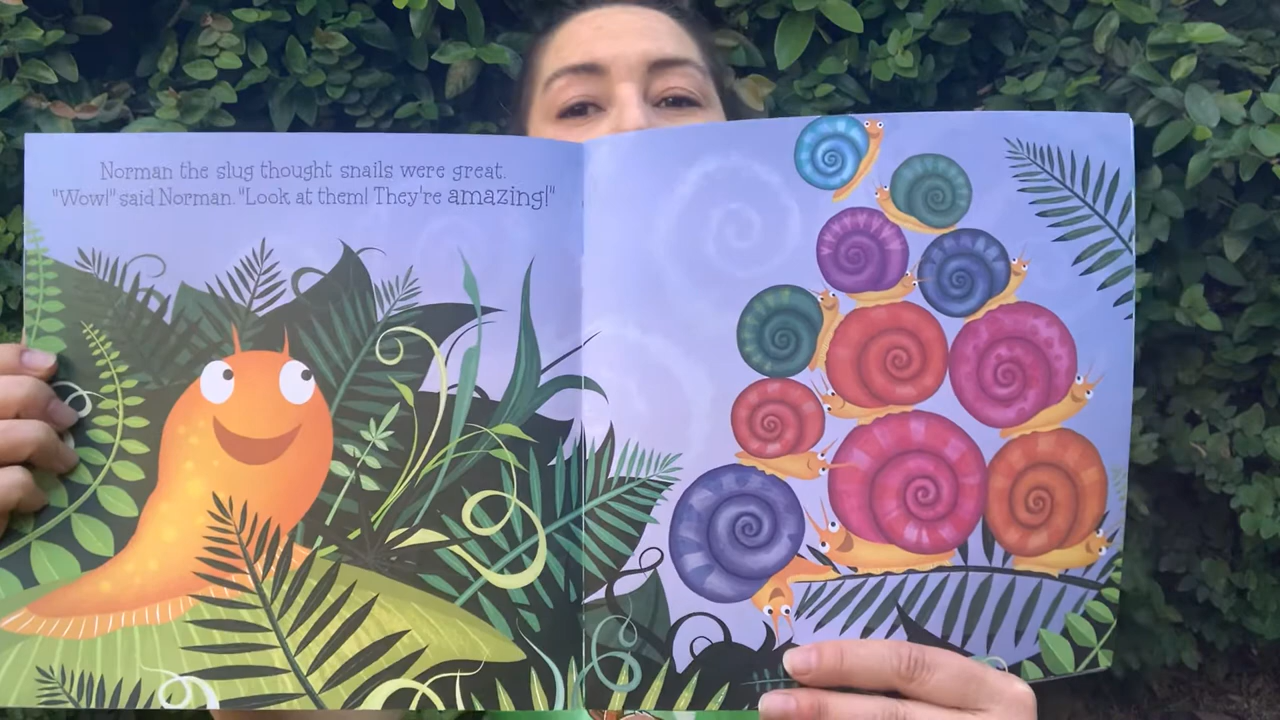 Norman the slug thought snails were great.
"Wow!" said Norman. "Look at them! They're amazing!"